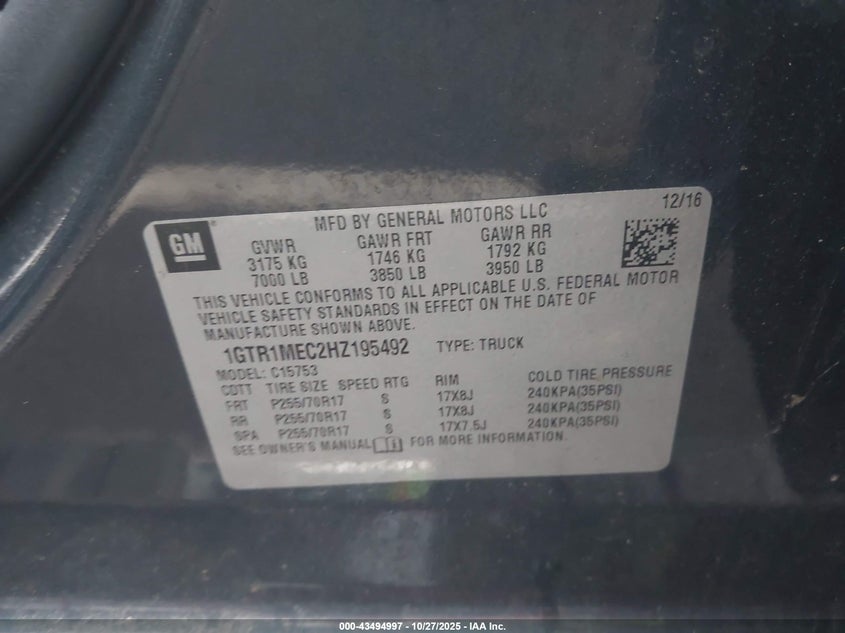 12/16
MFD BY GENERAL MOTORS LLC
GM
GVWR GAWR FRT GAWR RR
3175 KG 1746 KG 1792 KG
7000 LB 3850 LB 3950 LB
THIS VEHICLE CONFORMS TO ALL APPLICABLE U.S. FEDERAL MOTOR
VEHICLE SAFETY STANDARDS IN EFFECT ON THE DATE OF
MANUFACTURE SHOWN ABOVE.
1GTR1MEC2HZ195492 TYPE: TRUCK
MODEL: C15753
COTT TIRE SIZE SPEED RTG RIM COLD TIRE PRESSURE
FRT P255/70R17 S 17X8J 240KPA(35PSI)
RR P255/70R17 S 17X8J 240KPA(35PSI)
SPA P255/70R17 S 17X7.5J 240KPA(35PSI)
SEE OWNER'S MANUAL FOR MORE INFORMATION.
000-43494997 - 10/27/2025 - IAA Inc.